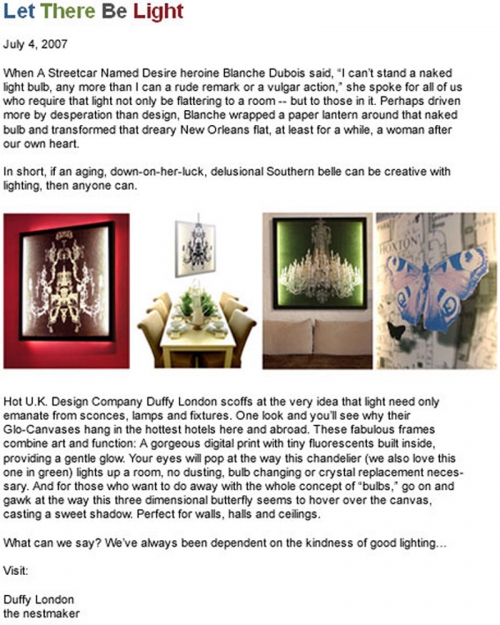 Let There Be Light
July 4, 2007
When A Streetcar Named Desire heroine Blanche Dubois said, “I can’t stand a naked
light bulb, any more than I can a rude remark or a vulgar action,” she spoke for all of us
who require that light not only be flattering to a room -- but to those in it. Perhaps driven
more by desperation than design, Blanche wrapped a paper lantern around that naked
bulb and transformed that dreary New Orleans flat, at least for a while, a woman after
our own heart.
In short, if an aging, down-on-her-luck, delusional Southern belle can be creative with
lighting, then anyone can.
HOXTON
Hot U.K. Design Company Duffy London scoffs at the very idea that light need only
emanate from sconces, lamps and fixtures. One look and you’ll see why their
Glo-Canvases hang in the hottest hotels here and abroad. These fabulous frames
combine art and function: A gorgeous digital print with tiny fluorescents built inside,
providing a gentle glow. Your eyes will pop at the way this chandelier (we also love this
one in green) lights up a room, no dusting, bulb changing or crystal replacement neces-
sary. And for those who want to do away with the whole concept of “bulbs,” go on and
gawk at the way this three dimensional butterfly seems to hover over the canvas,
casting a sweet shadow. Perfect for walls, halls and ceilings.
What can we say? We’ve always been dependent on the kindness of good lighting…
Visit:
Duffy London
the nestmaker